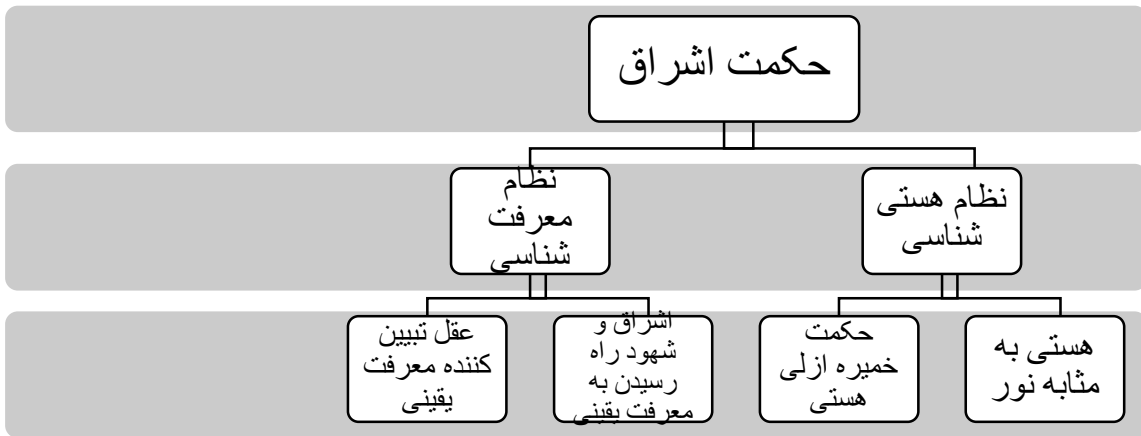 حکمت اشراق
نظام هستی
شناسی
نظام
معرفت
شناسی
هستی به
مثابه نور
حکمت
خمیره ازلی
هستی
اشراق و
شهود راه
رسیدن به
معرفت یقینی
عقل تبیین
کننده معرفت
یقینی